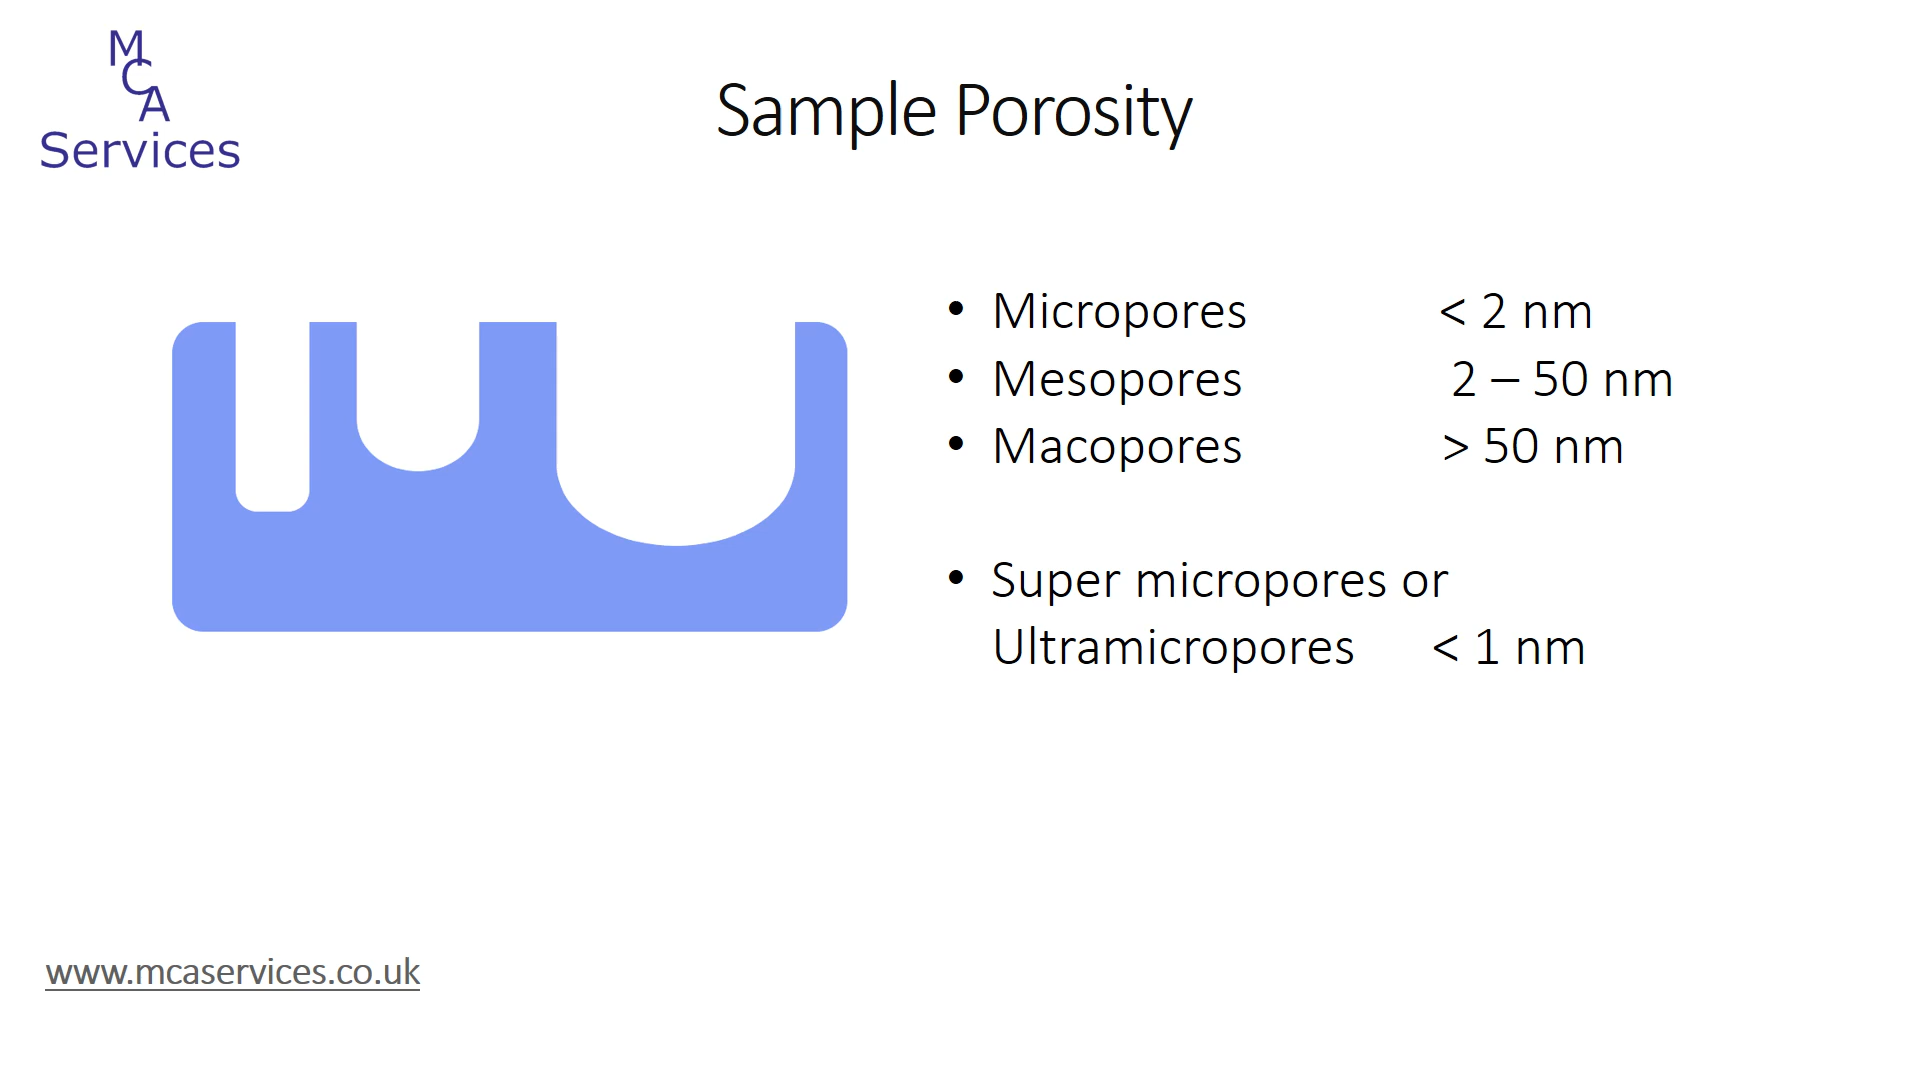 M
C
A
Services
Sample Porosity
• Micropores < 2 nm
• Mesopores 2 – 50 nm
• Macopores > 50 nm
• Super micropores or
Ultramicropores < 1 nm
www.mcaservices.co.uk